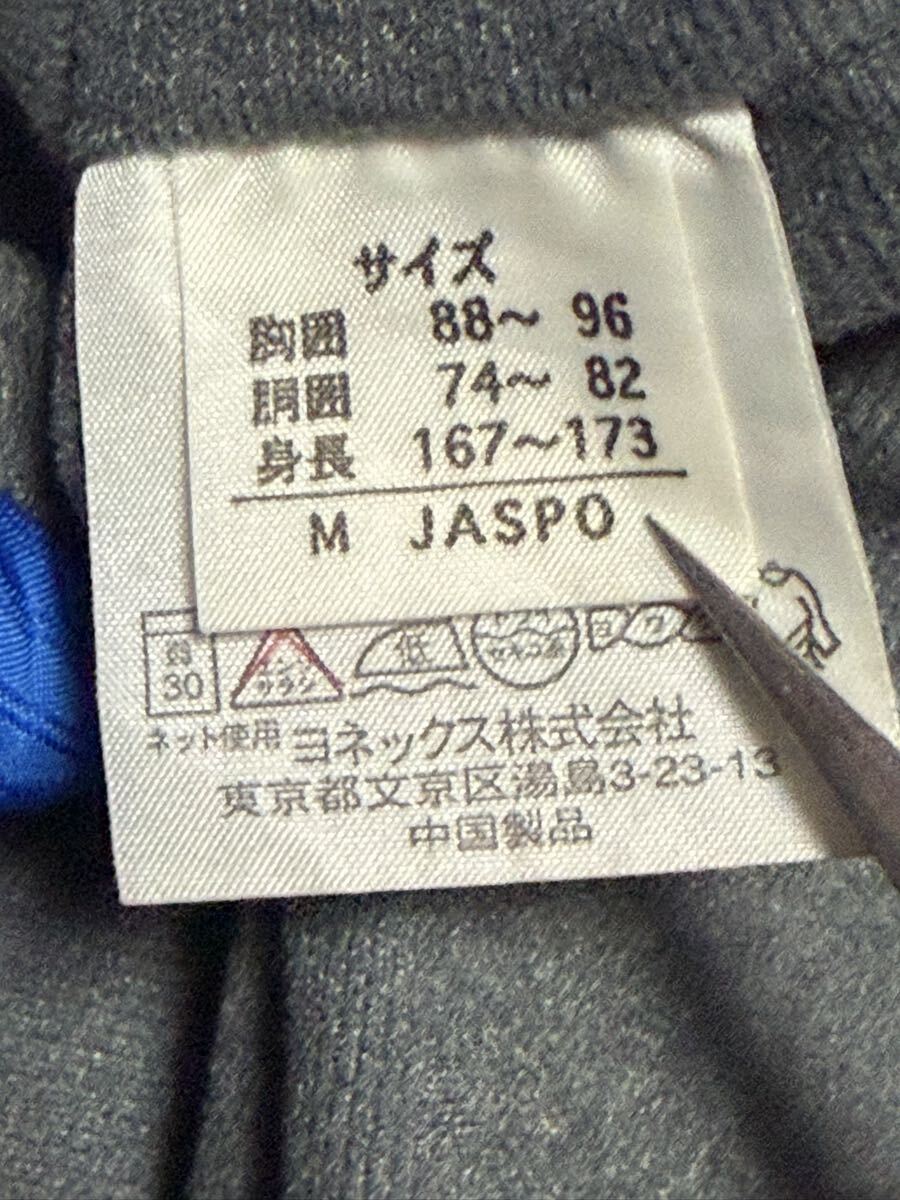 サイズ
胸囲 88～ 96
胴囲 74～ 82
身長 167～173
M JASPO
30
低
ネット使用 ヨネックス株式会社
東京都文京区湯島3-23-13
中国製品